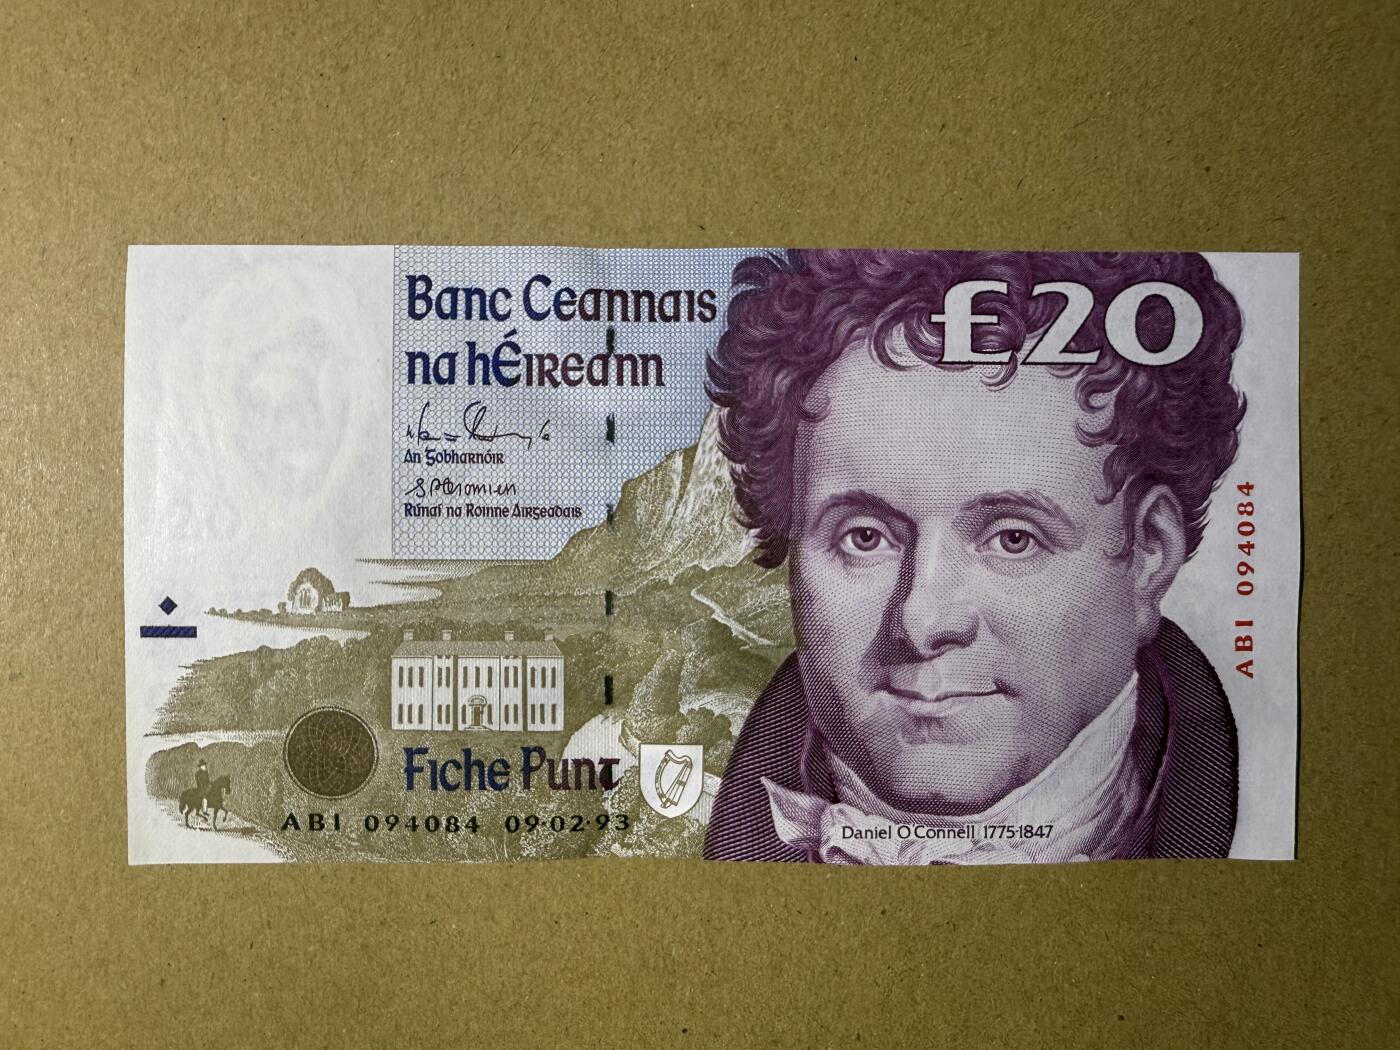 Banc Ceannais
na hÉireann
An Gobharnóir
Rúnaí na Roinne Airgeadais
£20
ABI 094084
Fiche Punt
ABI 094084 09·02·93
Daniel O'Connell 1775-1847